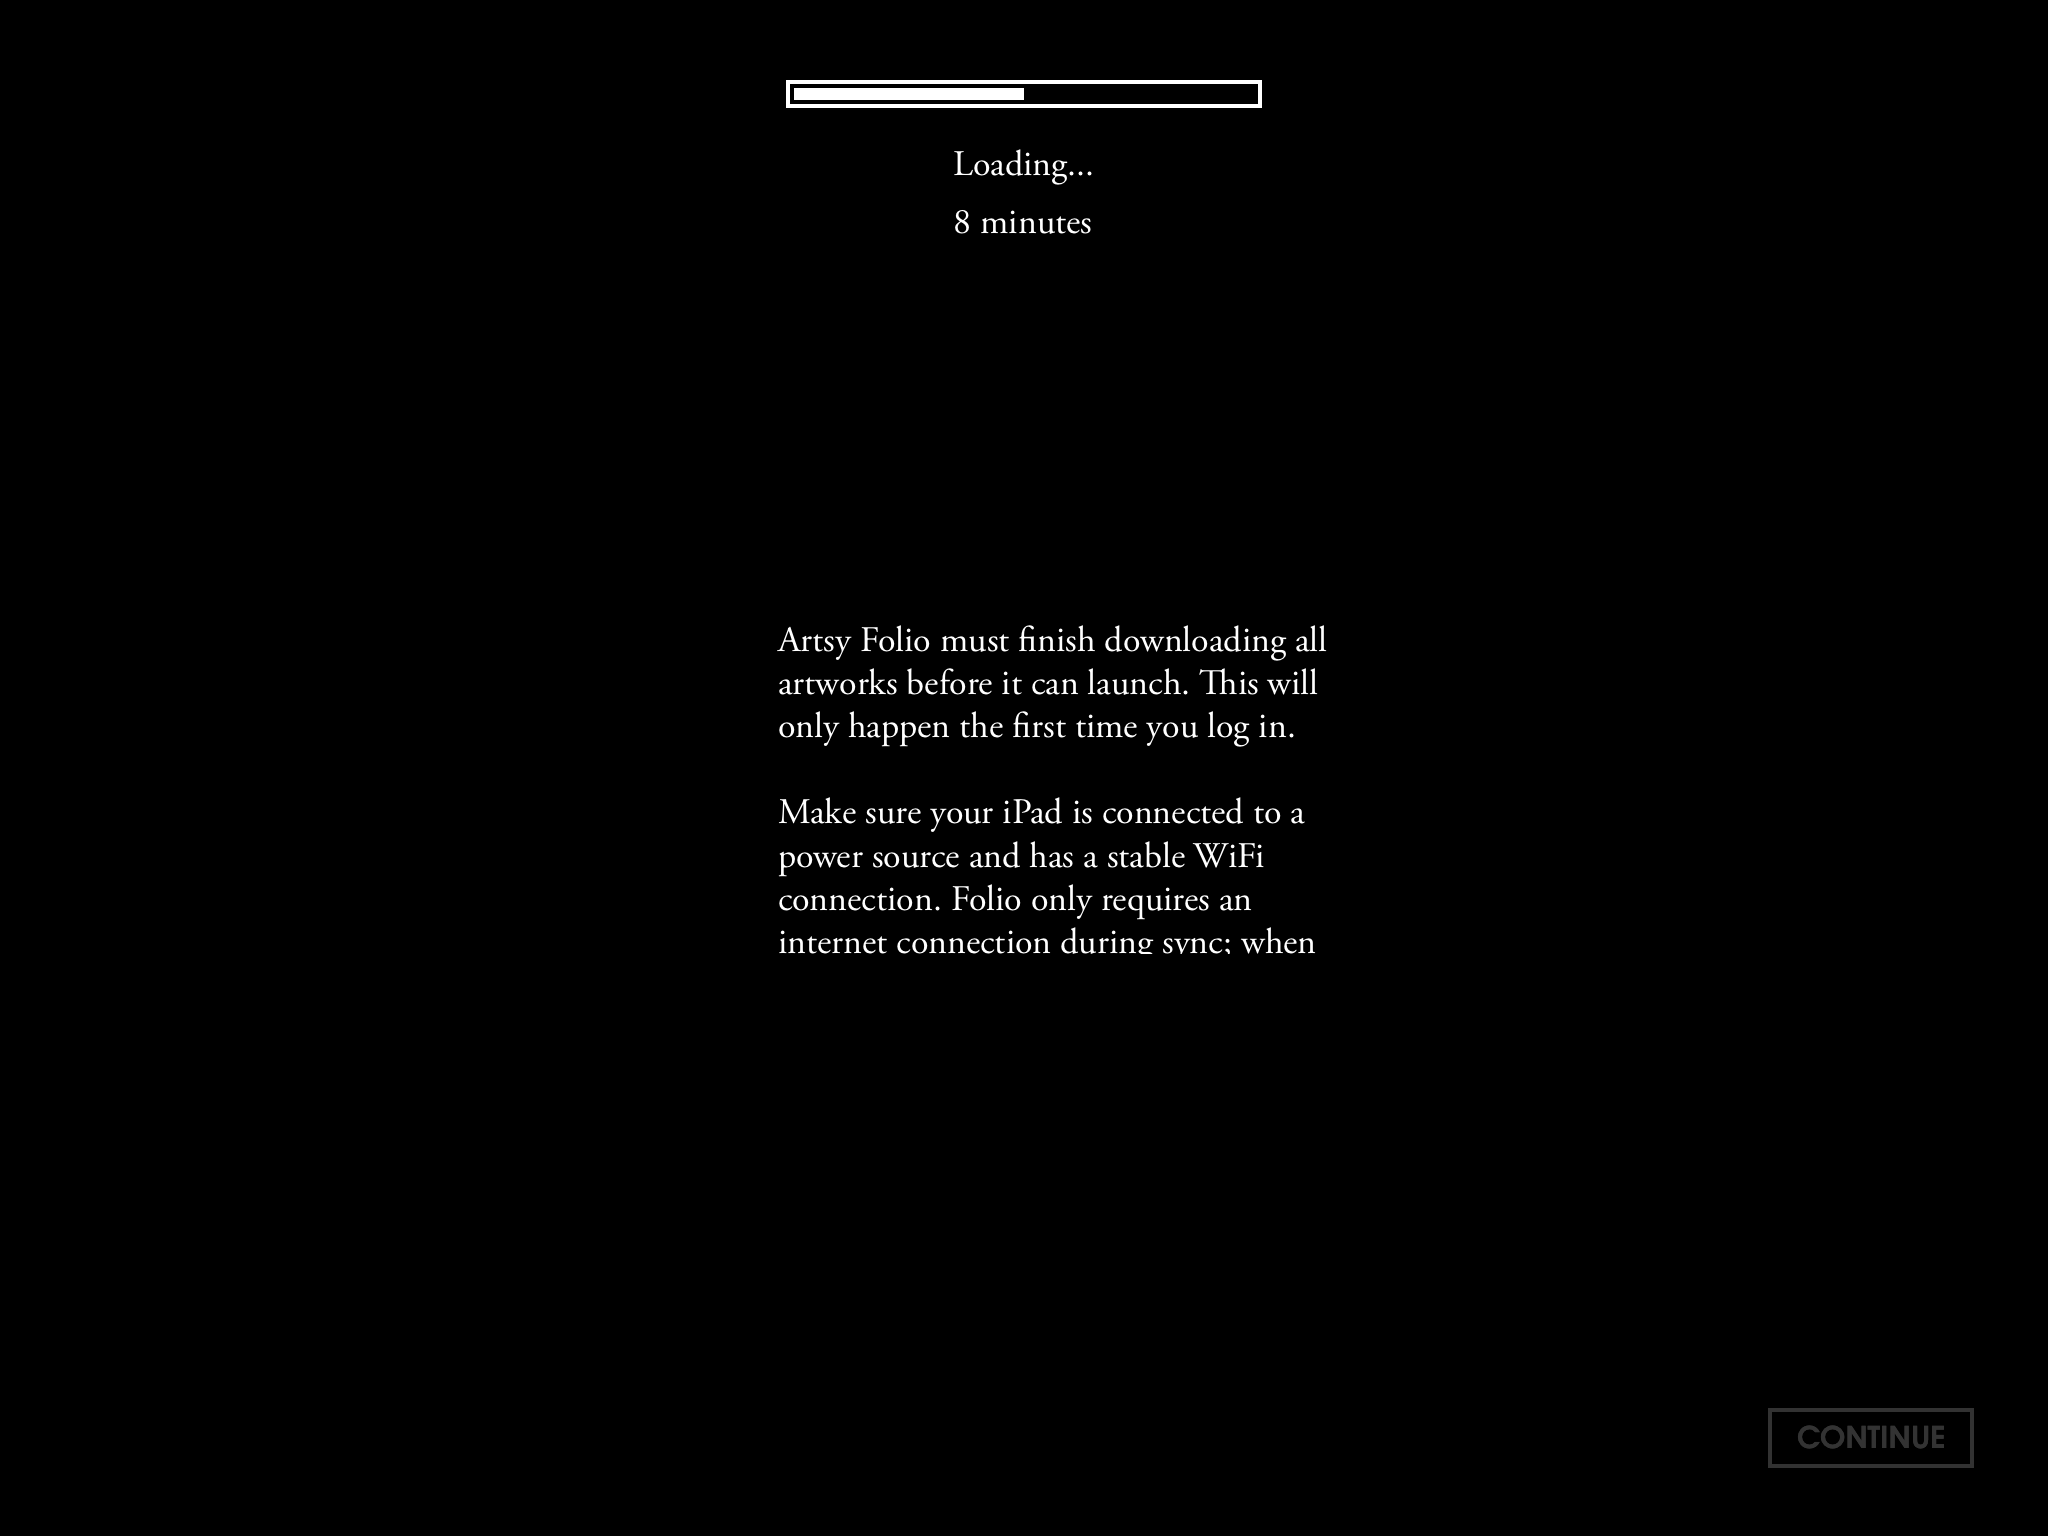 Loading...
8 minutes
Artsy Folio must finish downloading all
artworks before it can launch. This will
only happen the first time you log in.
Make sure your iPad is connected to a
power source and has a stable WiFi
connection. Folio only requires an
internet connection during sync; when
CONTINUE